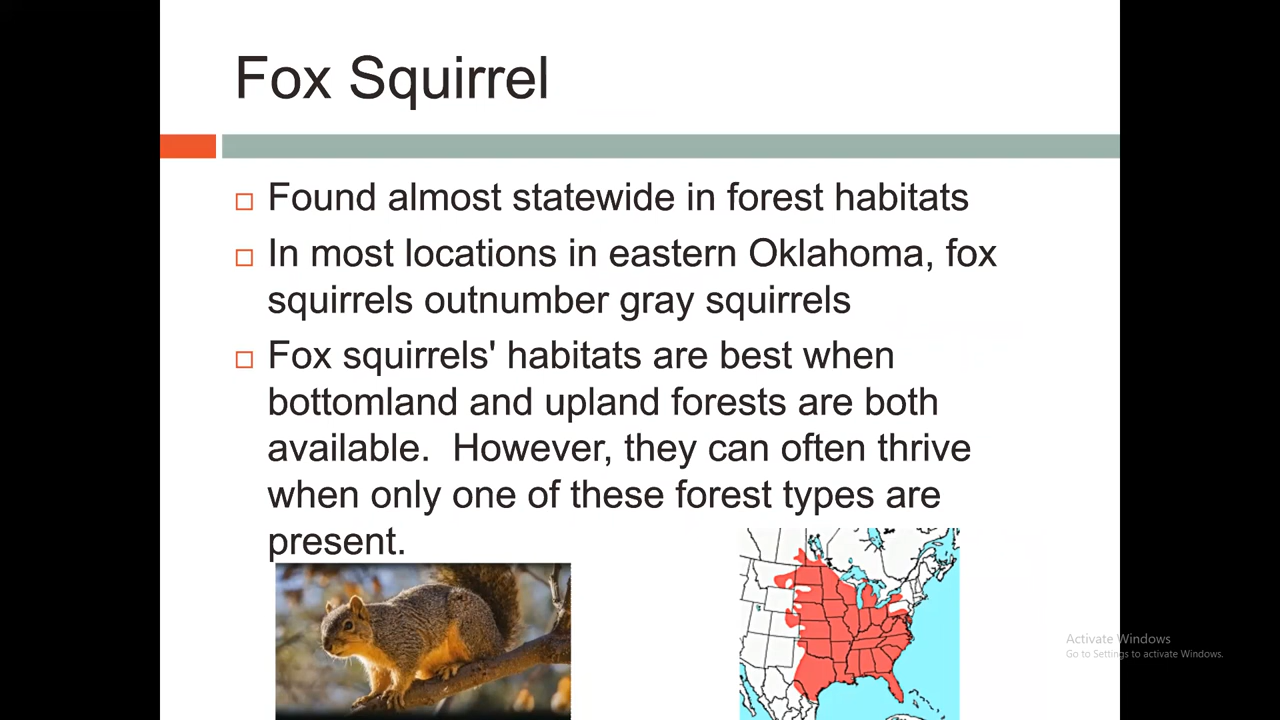 Fox Squirrel
Found almost statewide in forest habitats
In most locations in eastern Oklahoma, fox
squirrels outnumber gray squirrels
Fox squirrels' habitats are best when
bottomland and upland forests are both
available.  However, they can often thrive
when only one of these forest types are
present.
Activate Windows
Go to Settings to activate Windows.